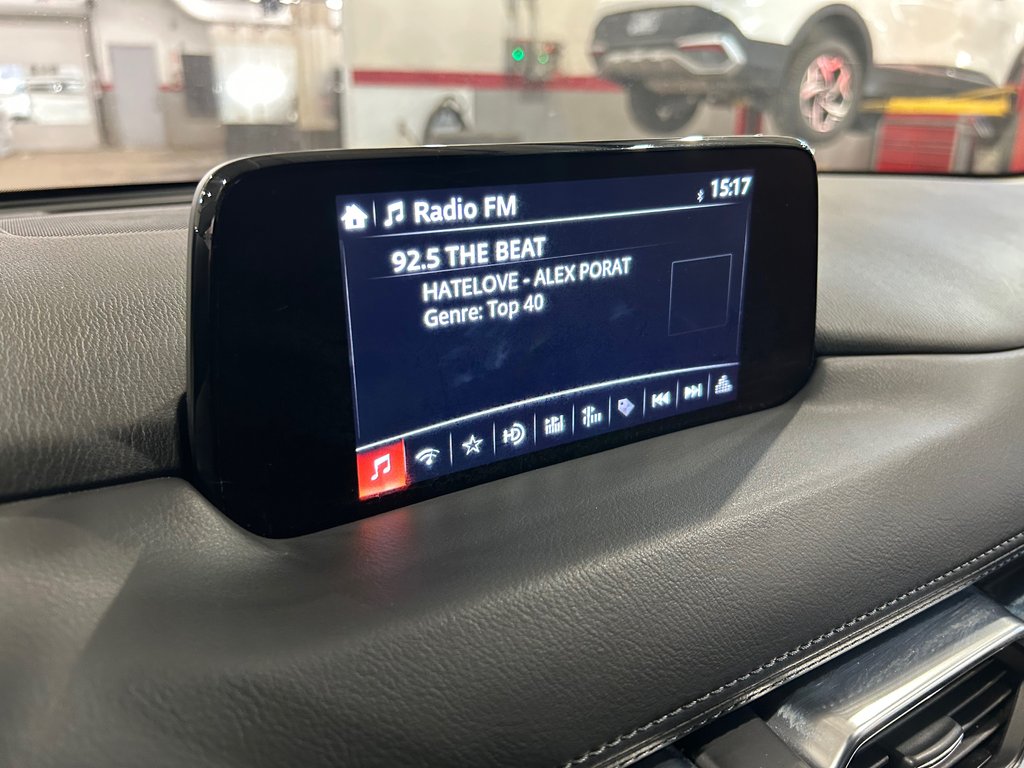 Radio FM
15:17
92.5 THE BEAT
HATELOVE - ALEX PORAT
Genre: Top 40